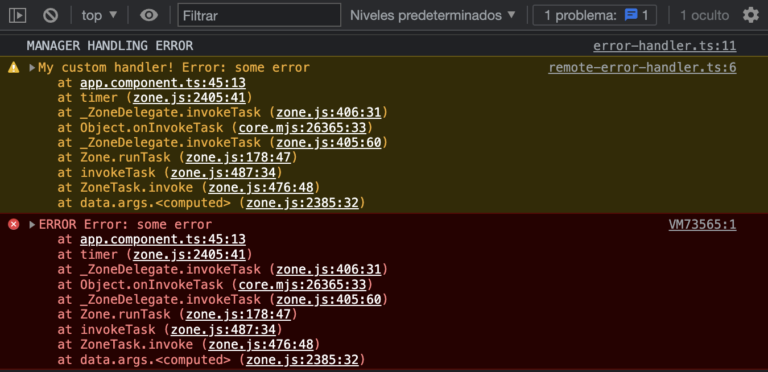 top ▼ Filtrar Niveles predeterminados ▼ 1 problema: 1 1 oculto
MANAGER HANDLING ERROR error-handler.ts:11
My custom handler! Error: some error remote-error-handler.ts:6
at app.component.ts:45:13
at timer (zone.js:2405:41)
at _ZoneDelegate.invokeTask (zone.js:406:31)
at Object.onInvokeTask (core.mjs:26365:33)
at _ZoneDelegate.invokeTask (zone.js:405:60)
at Zone.runTask (zone.js:178:47)
at invokeTask (zone.js:487:34)
at ZoneTask.invoke (zone.js:476:48)
at data.args.<computed> (zone.js:2385:32)
ERROR Error: some error VM73565:1
at app.component.ts:45:13
at timer (zone.js:2405:41)
at _ZoneDelegate.invokeTask (zone.js:406:31)
at Object.onInvokeTask (core.mjs:26365:33)
at _ZoneDelegate.invokeTask (zone.js:405:60)
at Zone.runTask (zone.js:178:47)
at invokeTask (zone.js:487:34)
at ZoneTask.invoke (zone.js:476:48)
at data.args.<computed> (zone.js:2385:32)